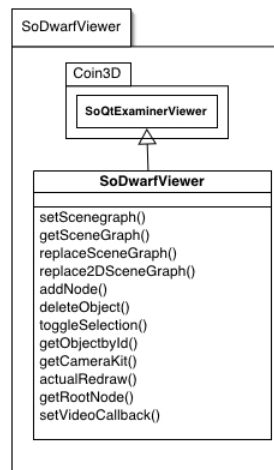 SoDwarfViewer
Coin3D
SoQtExaminerViewer
SoDwarfViewer
setScenegraph()
getSceneGraph()
replaceSceneGraph()
replace2DSceneGraph()
addNode()
deleteObject()
toggleSelection()
getObjectbyId()
getCameraKit()
actualRedraw()
getRootNode()
setVideoCallback()